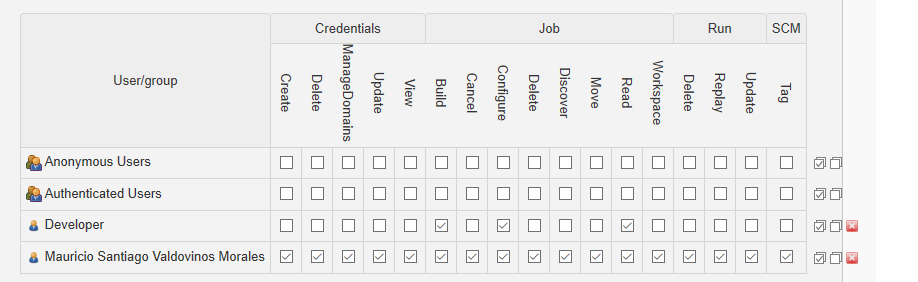 Credentials Job Run SCM
User/group
Create Delete ManageDomains Update View Build Cancel Configure Delete Discover Move Read Workspace Delete Replay Update Tag
Anonymous Users
Authenticated Users
Developer
Mauricio Santiago Valdovinos Morales